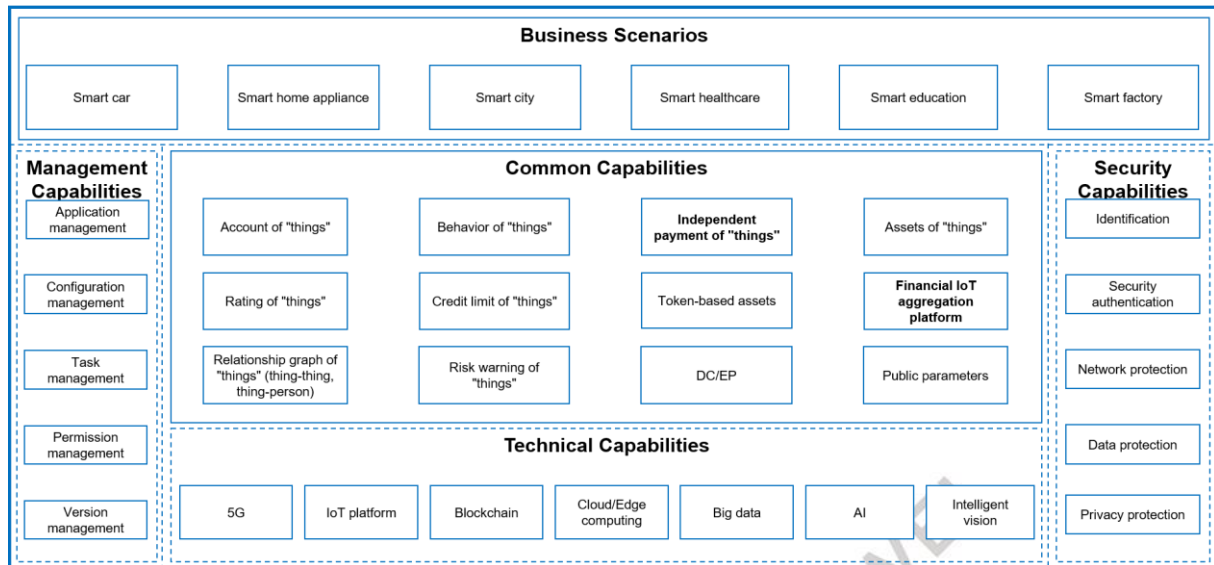 Business Scenarios
Smart car
Smart home appliance
Smart city
Smart healthcare
Smart education
Smart factory
Management
Capabilities
Application
management
Configuration
management
Task
management
Permission
management
Version
management
Common Capabilities
Account of "things"
Behavior of "things"
Independent
payment of "things"
Assets of "things"
Rating of "things"
Credit limit of "things"
Token-based assets
Financial IoT
aggregation
platform
Relationship graph of
"things" (thing-thing,
thing-person)
Risk warning of
"things"
DC/EP
Public parameters
Technical Capabilities
5G
IoT platform
Blockchain
Cloud/Edge
computing
Big data
AI
Intelligent
vision
Security
Capabilities
Identification
Security
authentication
Network protection
Data protection
Privacy protection